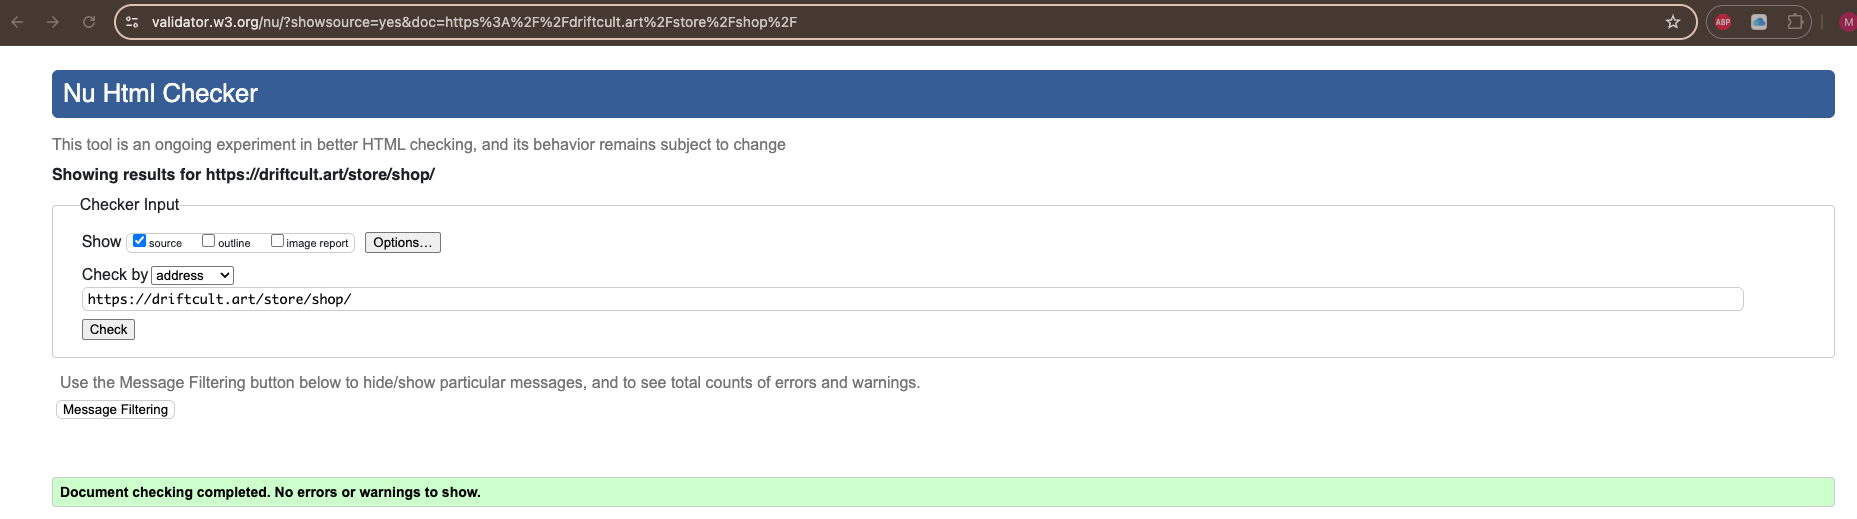 validator.w3.org/nu/?showsource=yes&doc=https%3A%2F%2Fdriftcult.art%2Fstore%2Fshop%2F
ABP
M
Nu Html Checker
This tool is an ongoing experiment in better HTML checking, and its behavior remains subject to change
Showing results for https://driftcult.art/store/shop/
Checker Input
Show source outline image report Options...
Check by address
https://driftcult.art/store/shop/
Check
Use the Message Filtering button below to hide/show particular messages, and to see total counts of errors and warnings.
Message Filtering
Document checking completed. No errors or warnings to show.